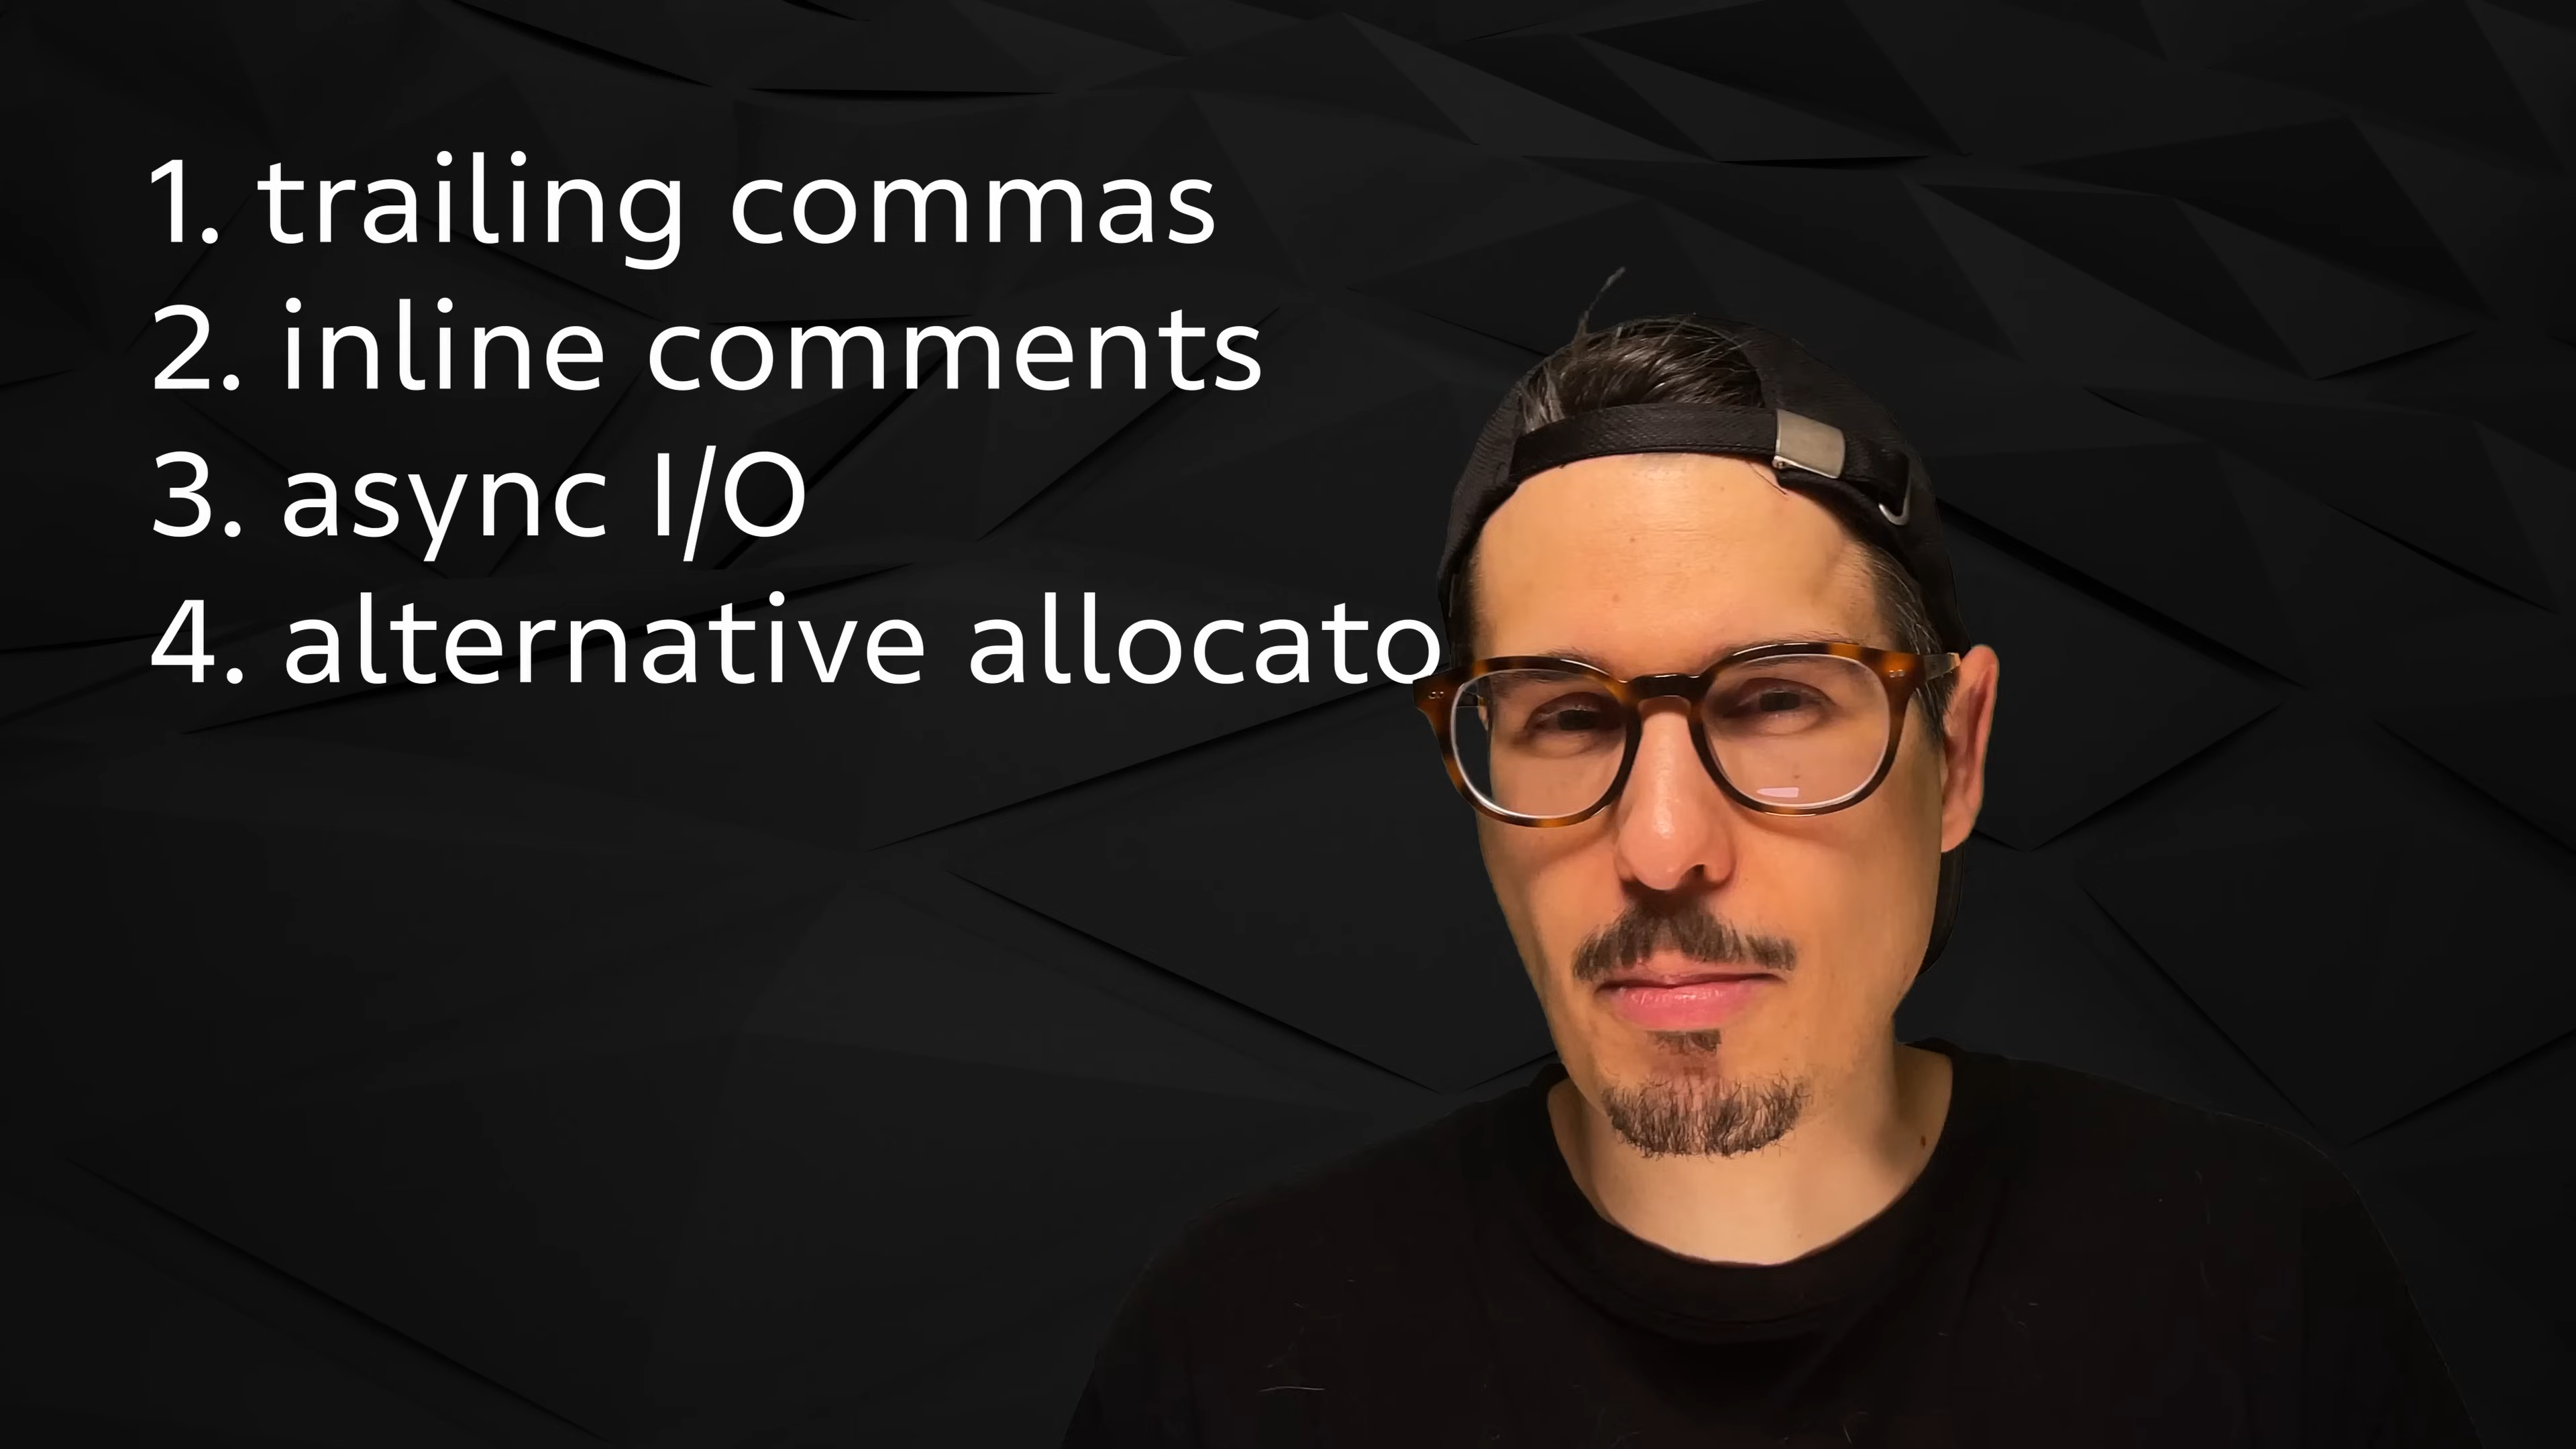 1. trailing commas
2. inline comments
3. async I/O
4. alternative allocato